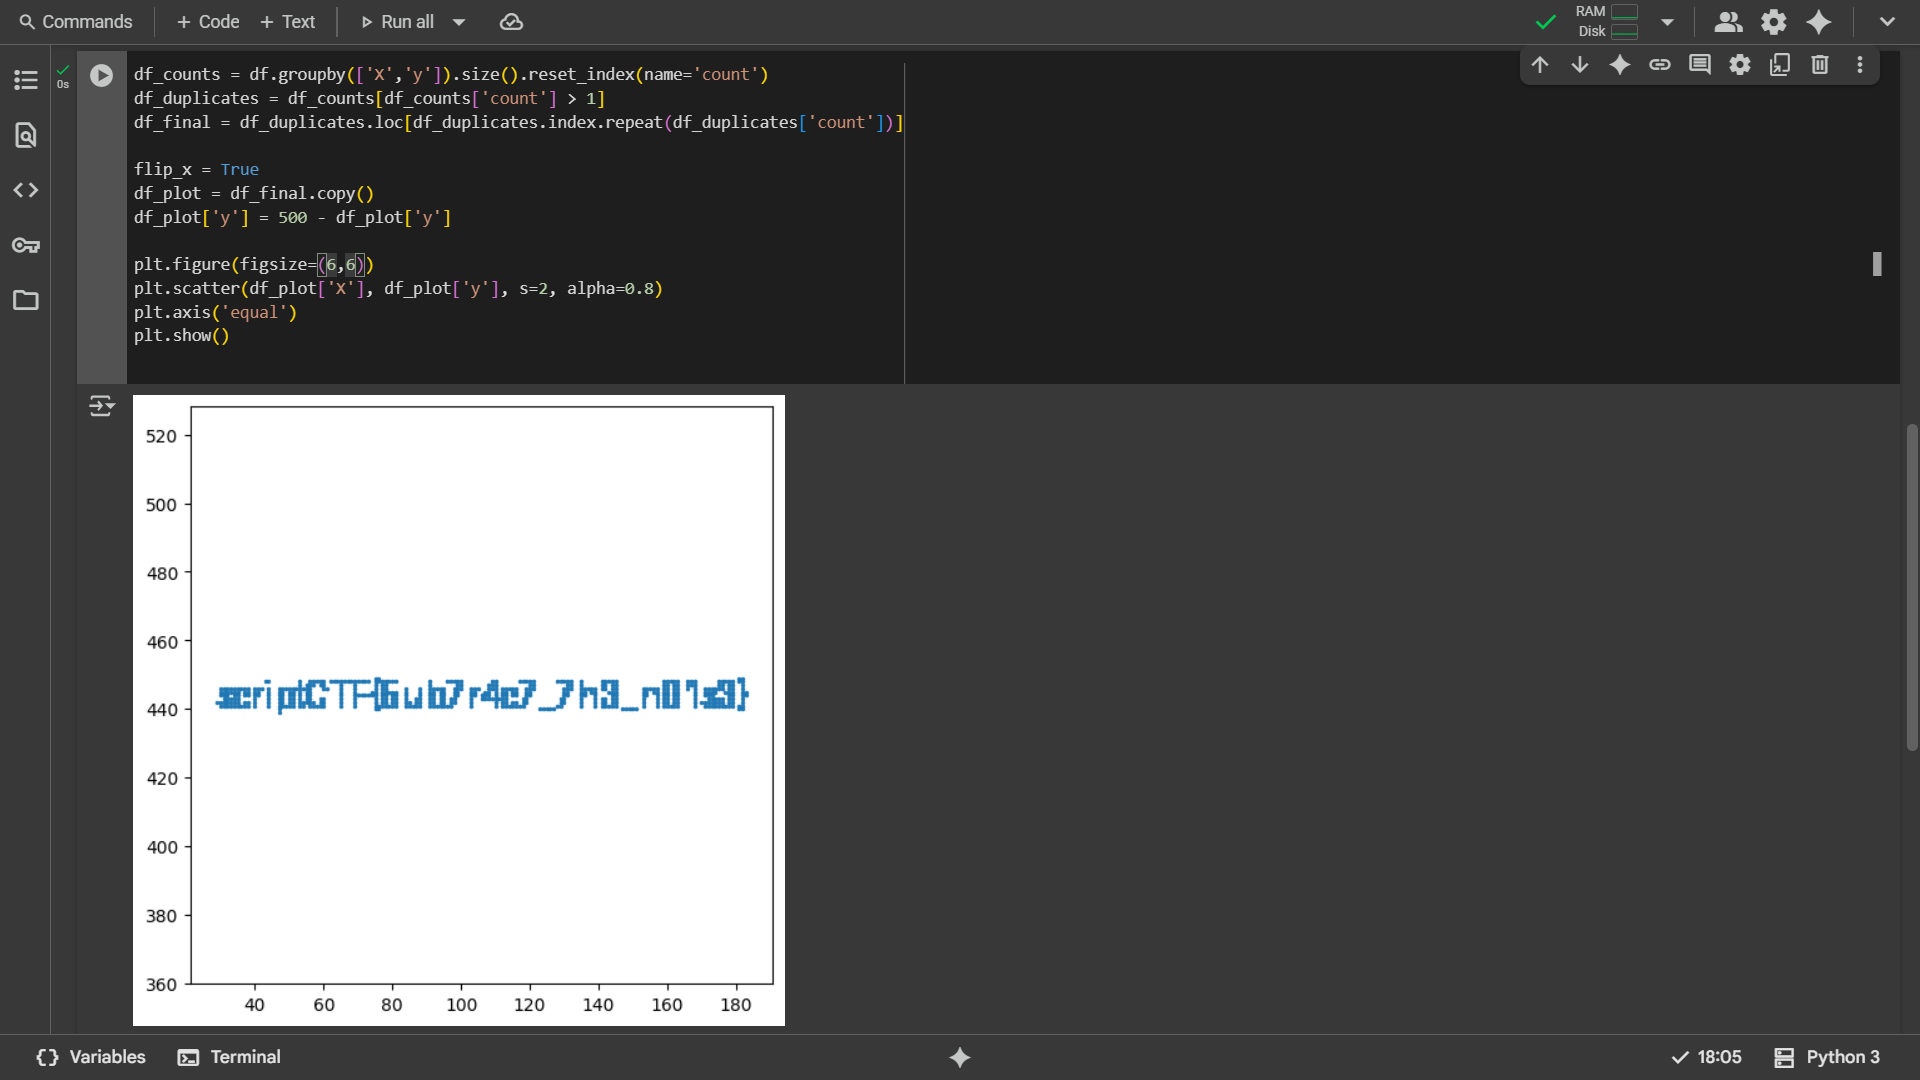 Commands + Code + Text Run all RAM Disk
0s
df_counts = df.groupby(['X','y']).size().reset_index(name='count')
df_duplicates = df_counts[df_counts['count'] > 1]
df_final = df_duplicates.loc[df_duplicates.index.repeat(df_duplicates['count'])]
flip_x = True
df_plot = df_final.copy()
df_plot['y'] = 500 - df_plot['y']
plt.figure(figsize=(6,6))
plt.scatter(df_plot['X'], df_plot['y'], s=2, alpha=0.8)
plt.axis('equal')
plt.show()
520
500
480
460
440
420
400
380
360
40 60 80 100 120 140 160 180
Variables Terminal 18:05 Python 3